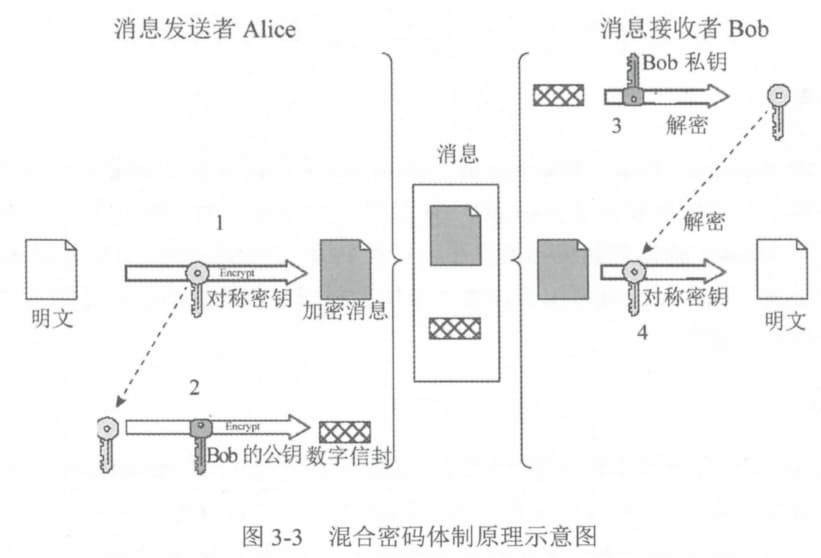 消息发送者 Alice
消息接收者 Bob
Bob 私钥
3
解密
消息
1
解密
Encrypt
对称密钥
明文
加密消息
对称密钥
明文
4
2
Encrypt
Bob 的公钥
数字信封
图 3-3 混合密码体制原理示意图